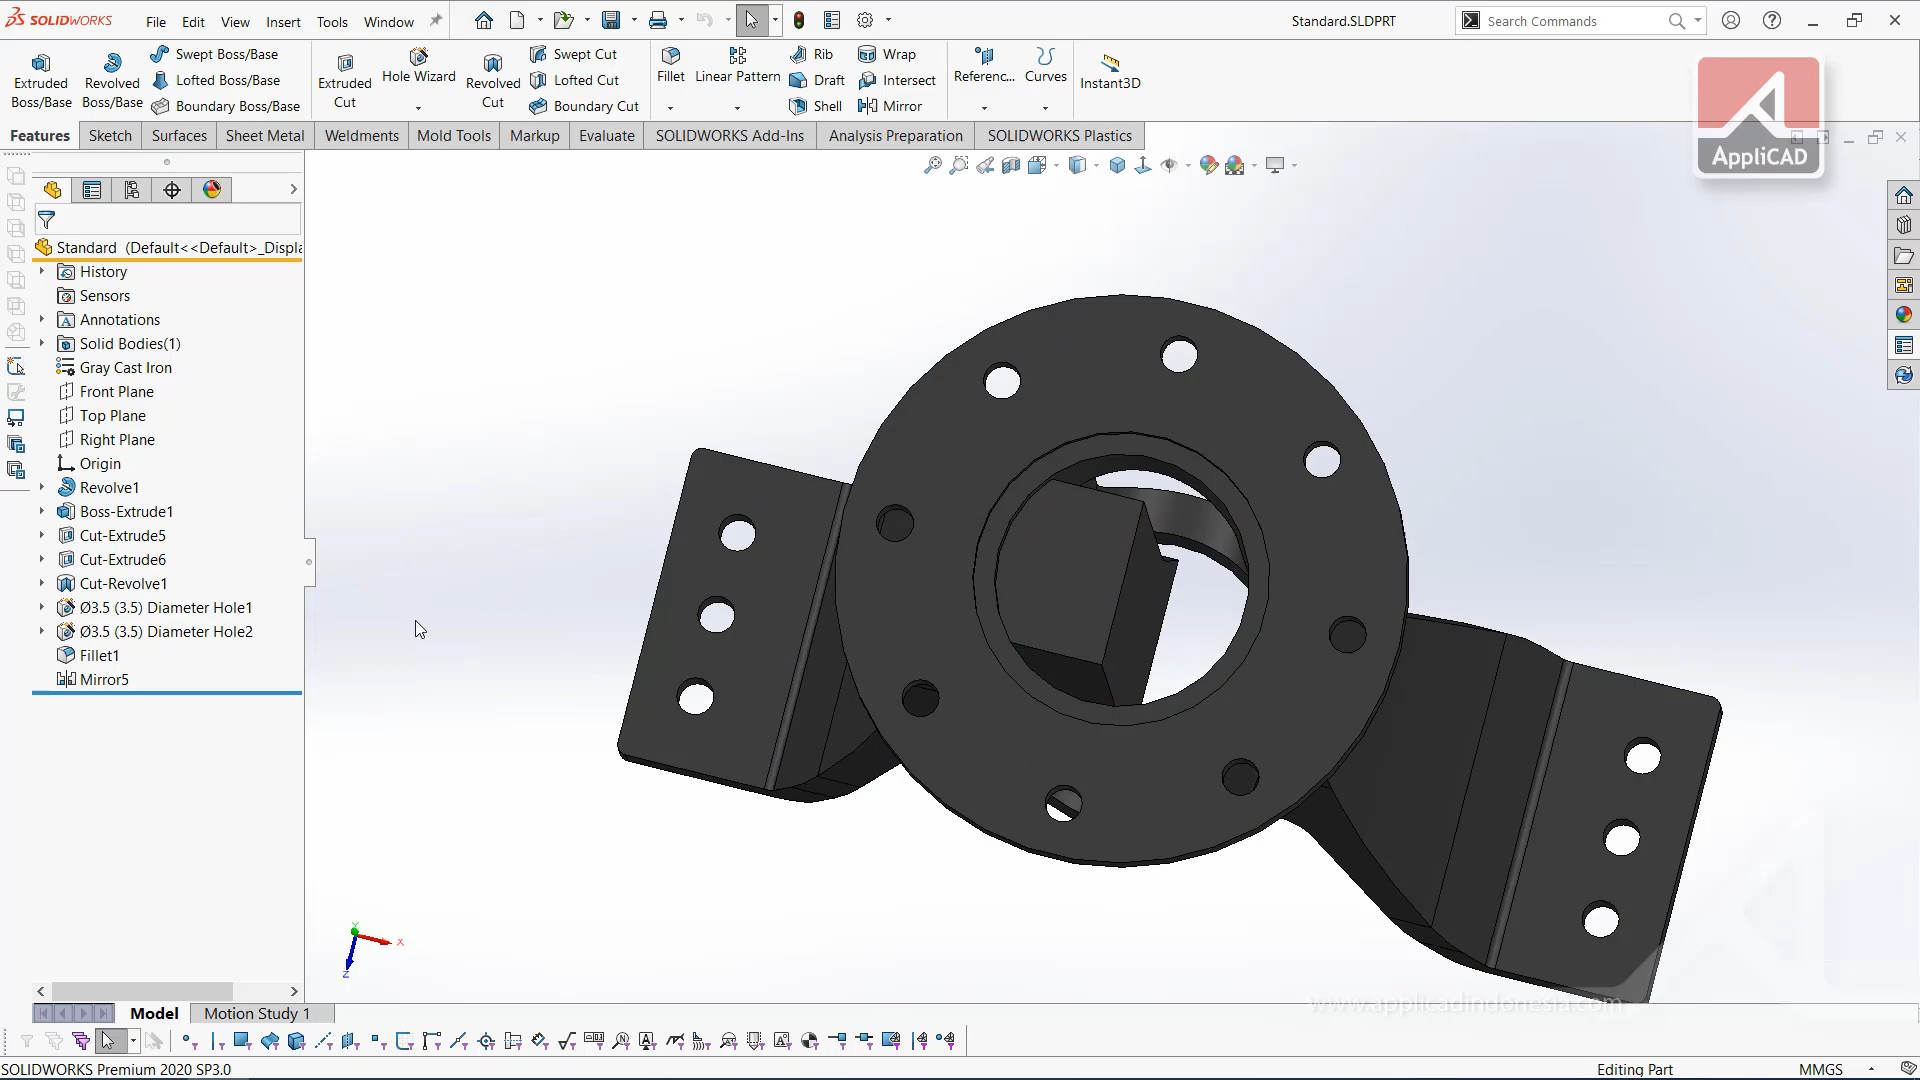 SOLIDWORKS
File Edit View Insert Tools Window
Standard.SLDPRT
Search Commands
Extruded Boss/Base
Revolved Boss/Base
Swept Boss/Base
Lofted Boss/Base
Boundary Boss/Base
Extruded Cut
Hole Wizard
Revolved Cut
Swept Cut
Lofted Cut
Boundary Cut
Fillet
Linear Pattern
Rib
Draft
Shell
Wrap
Intersect
Mirror
Referenc...
Curves
Instant3D
AppliCAD
Features Sketch Surfaces Sheet Metal Weldments Mold Tools Markup Evaluate SOLIDWORKS Add-Ins Analysis Preparation SOLIDWORKS Plastics
Standard (Default<<Default>_Displa
History
Sensors
Annotations
Solid Bodies(1)
Gray Cast Iron
Front Plane
Top Plane
Right Plane
Origin
Revolve1
Boss-Extrude1
Cut-Extrude5
Cut-Extrude6
Cut-Revolve1
Ø3.5 (3.5) Diameter Hole1
Ø3.5 (3.5) Diameter Hole2
Fillet1
Mirror5
Y
X
Z
www.applicadindonesia.com
Model Motion Study 1
SOLIDWORKS Premium 2020 SP3.0
Editing Part
MMGS